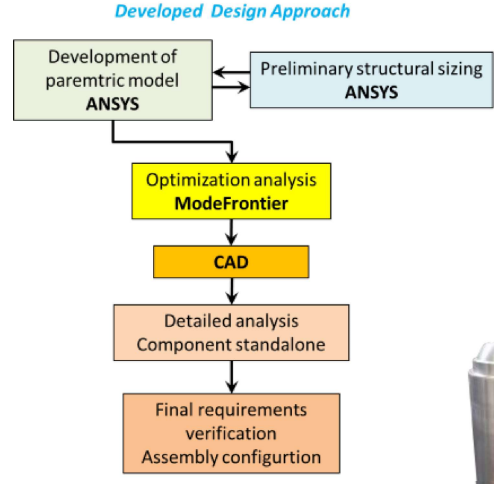 Developed Design Approach
Development of
paremtric model
ANSYS
Preliminary structural sizing
ANSYS
Optimization analysis
ModeFrontier
CAD
Detailed analysis
Component standalone
Final requirements
verification
Assembly configurtion